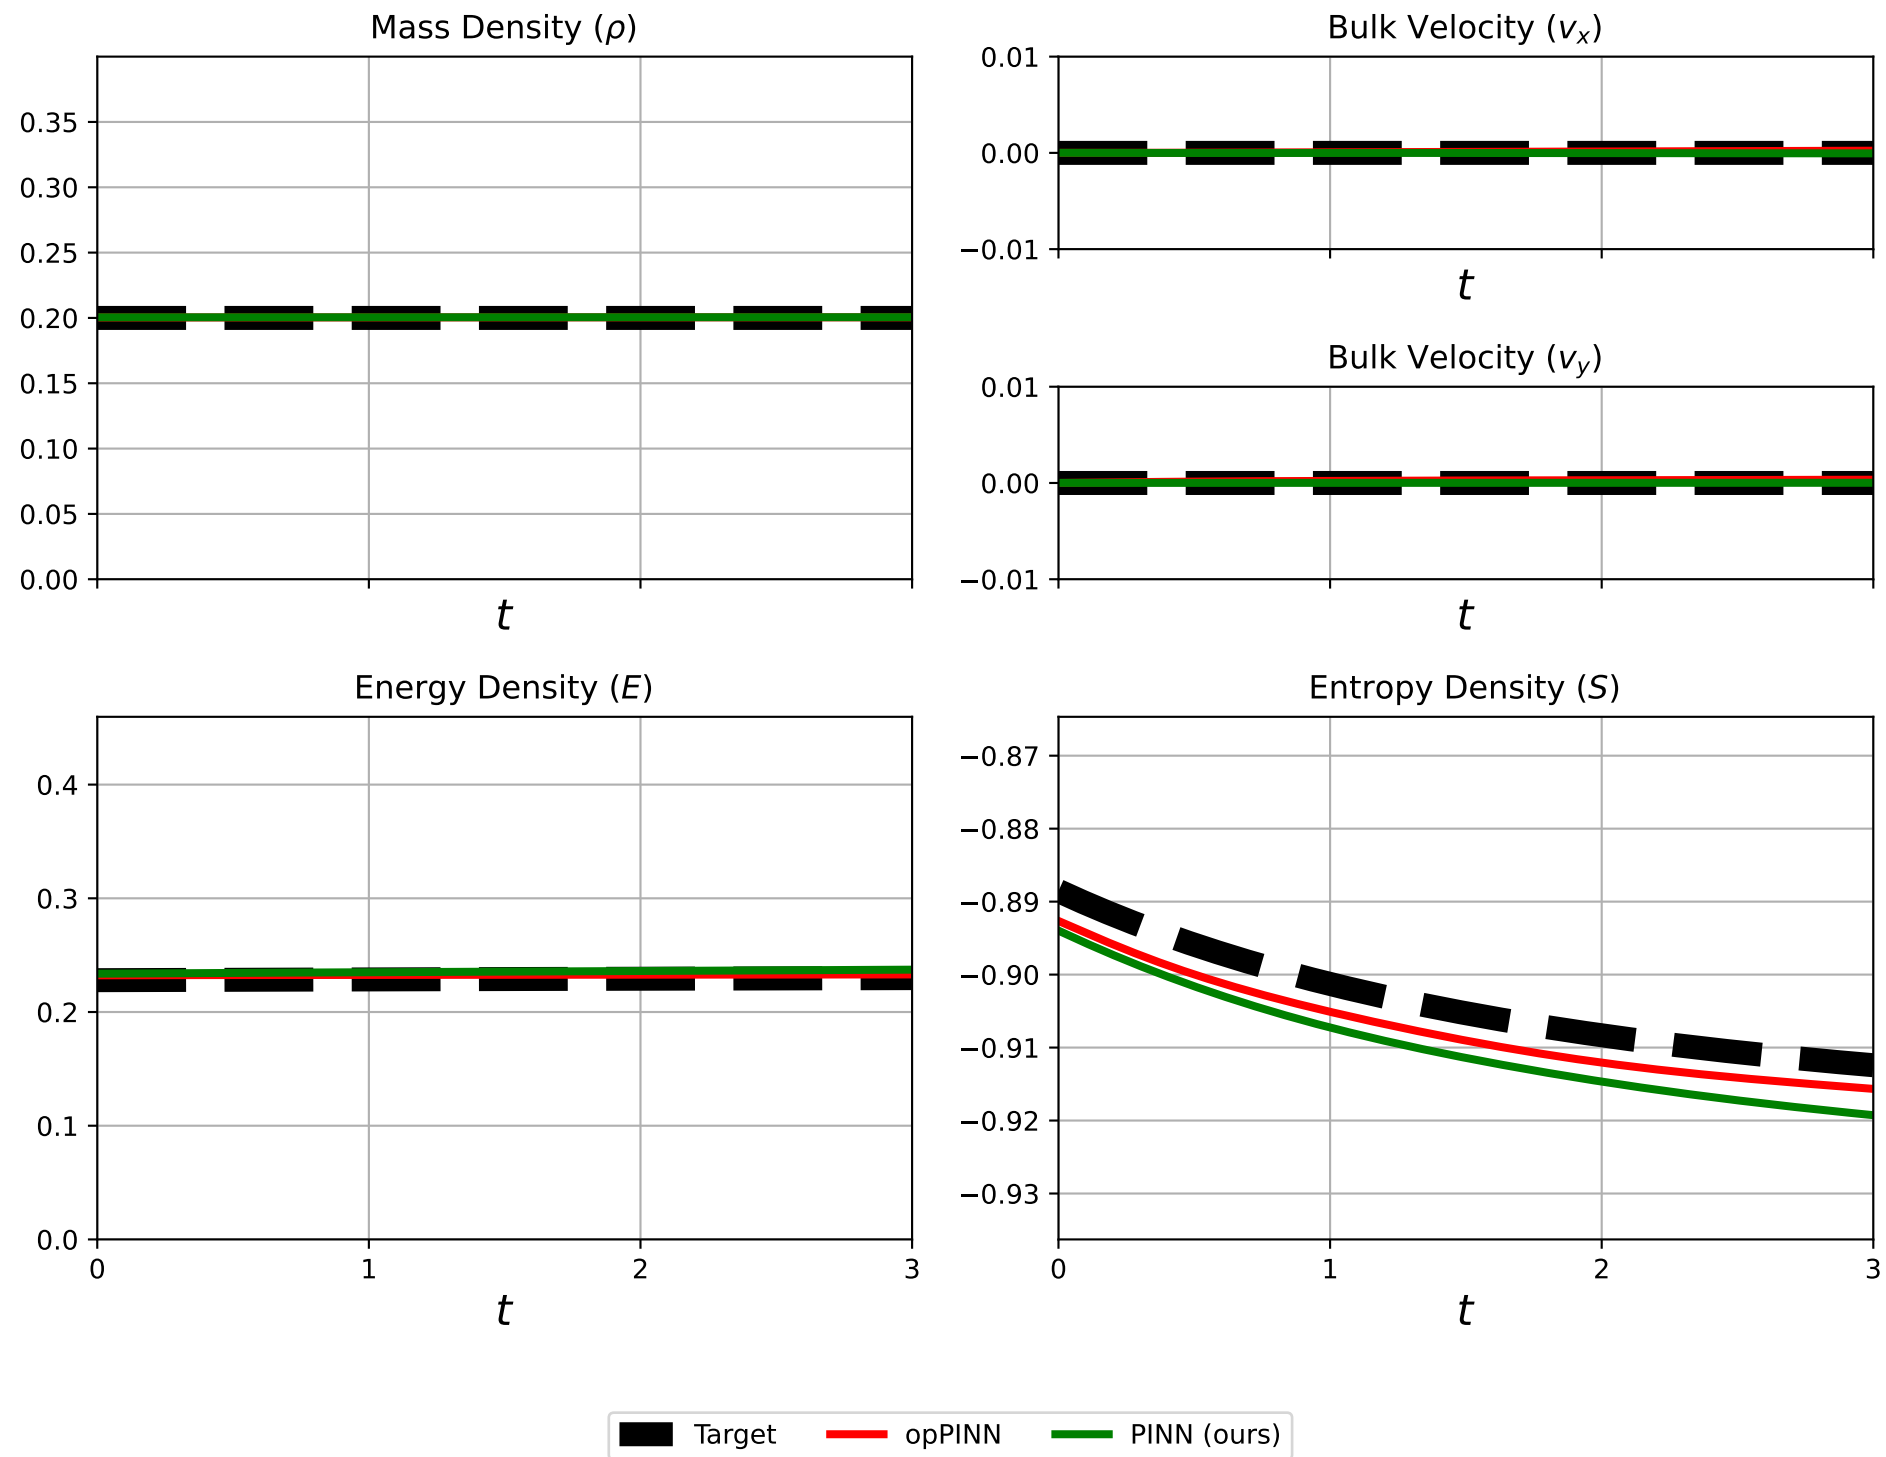 Mass Density (ρ)
0.35
0.30
0.25
0.20
0.15
0.10
0.05
0.00
t
Bulk Velocity (vₓ)
0.01
0.00
−0.01
t
Bulk Velocity (v_y)
0.01
0.00
−0.01
t
Energy Density (E)
0.4
0.3
0.2
0.1
0.0
0 1 2 3
t
Entropy Density (S)
−0.87
−0.88
−0.89
−0.90
−0.91
−0.92
−0.93
0 1 2 3
t
Target opPINN PINN (ours)